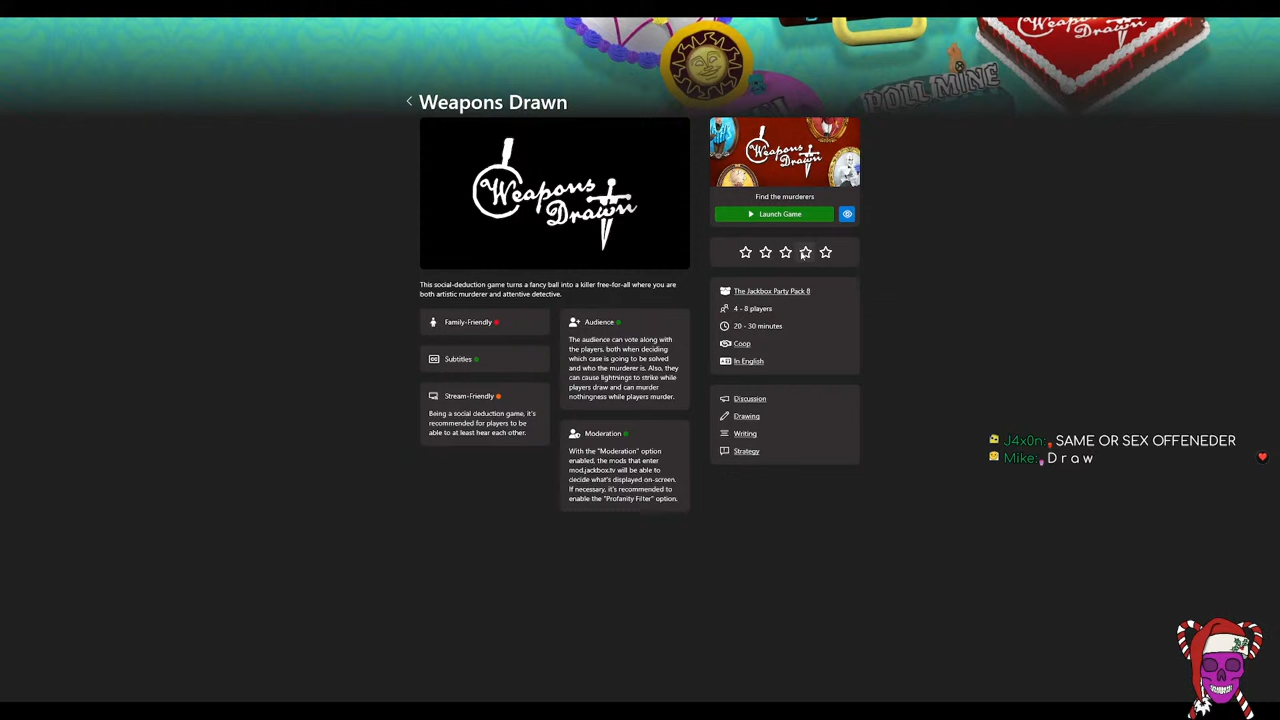 Weapons Drawn
POLL MINE
Weapons Drawn
Weapons
Drawn
This social-deduction game turns a fancy ball into a killer free-for-all where you are
both artistic murderer and attentive detective.
Family-Friendly
Subtitles
Stream-Friendly
Being a social deduction game, it's
recommended for players to be
able to at least hear each other.
Audience
The audience can vote along with
the players, both when deciding
which case is going to be solved
and who the murderer is. Also, they
can cause lightnings to strike while
players draw and can murder
nothingness while players murder.
Moderation
With the "Moderation" option
enabled, the mods that enter
mod.jackbox.tv will be able to
decide what's displayed on-screen.
If necessary, it's recommended to
enable the "Profanity Filter" option.
Weapons
Drawn
Find the murderers
Launch Game
The Jackbox Party Pack 8
4 - 8 players
20 - 30 minutes
Coop
In English
Discussion
Drawing
Writing
Strategy
J4x0n: SAME OR SEX OFFENEDER
Mike: D r a w